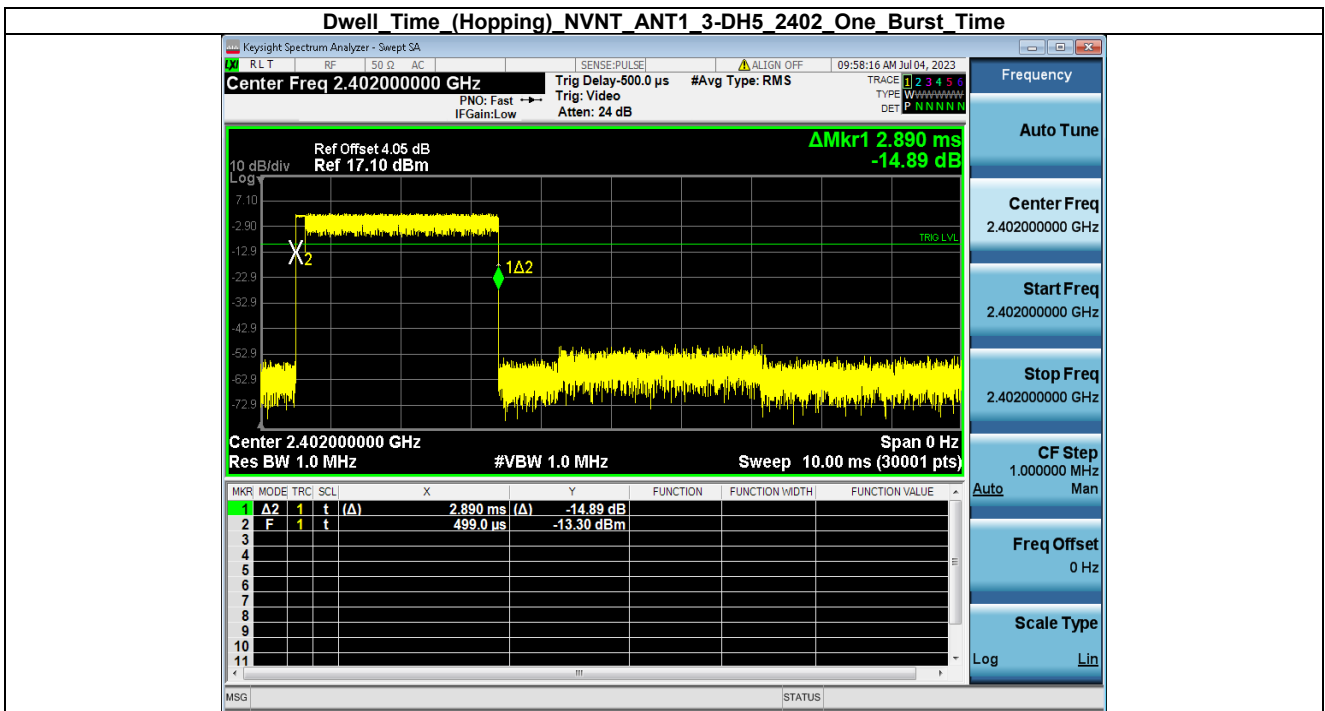 Dwell_Time_(Hopping)_NVNT_ANT1_3-DH5_2402_One_Burst_Time
Keysight Spectrum Analyzer - Swept SA
LXI RLT RF 50 Ω AC SENSE:PULSE ALIGN OFF 09:58:16 AM Jul 04, 2023
Center Freq 2.402000000 GHz Trig Delay-500.0 µs #Avg Type: RMS TRACE 1 2 3 4 5 6
PNO: Fast Trig: Video TYPE WWWWWW
IFGain:Low Atten: 24 dB DET P N N N N N
ΔMkr1 2.890 ms
-14.89 dB
Ref Offset 4.05 dB
10 dB/div Ref 17.10 dBm
Log
7.10
-2.90
TRIG LVL
-12.9
2
1Δ2
-22.9
-32.9
-42.9
-52.9
-62.9
-72.9
Center 2.402000000 GHz Span 0 Hz
Res BW 1.0 MHz #VBW 1.0 MHz Sweep 10.00 ms (30001 pts)
MKR MODE TRC SCL X Y FUNCTION FUNCTION WIDTH FUNCTION VALUE
1 Δ2 1 t (Δ) 2.890 ms (Δ) -14.89 dB
2 F 1 t 499.0 µs -13.30 dBm
3
4
5
6
7
8
9
10
11
MSG STATUS
Frequency
Auto Tune
Center Freq
2.402000000 GHz
Start Freq
2.402000000 GHz
Stop Freq
2.402000000 GHz
CF Step
1.000000 MHz
Auto Man
Freq Offset
0 Hz
Scale Type
Log Lin